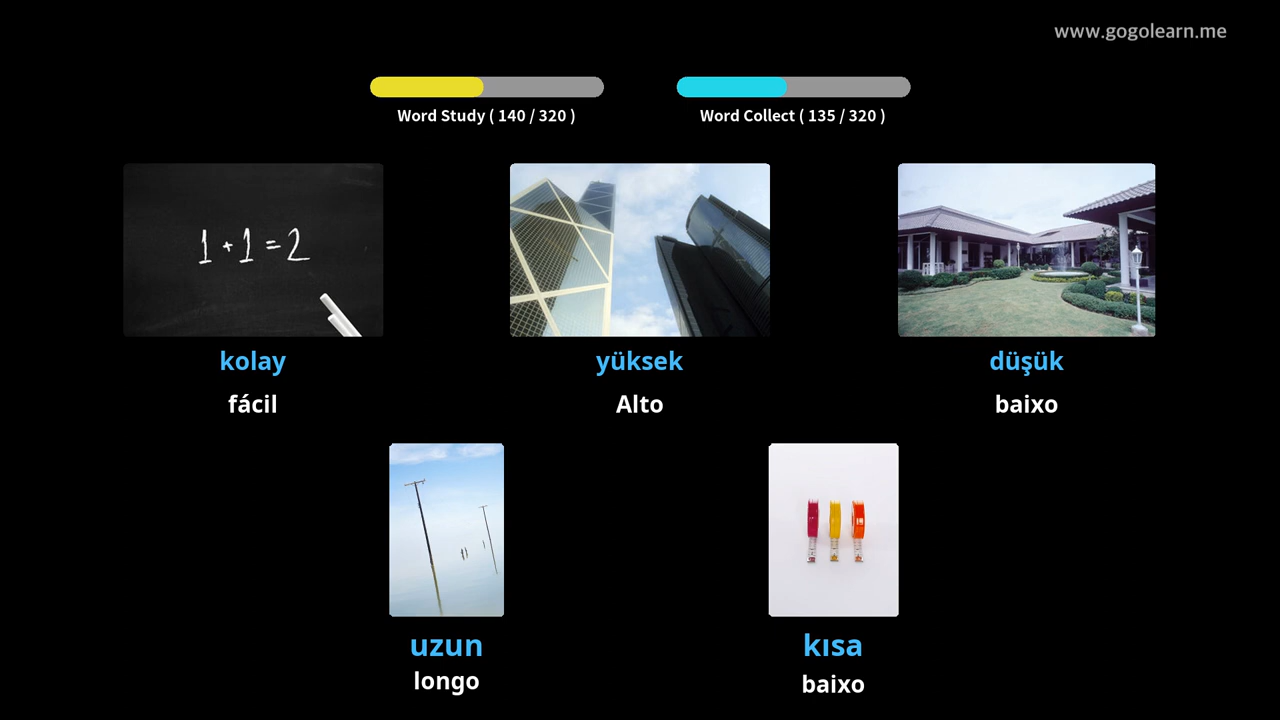 www.gogolearn.me
Word Study ( 140 / 320 )
Word Collect ( 135 / 320 )
1 + 1 = 2
kolay
yüksek
düşük
fácil
Alto
baixo
uzun
kısa
longo
baixo